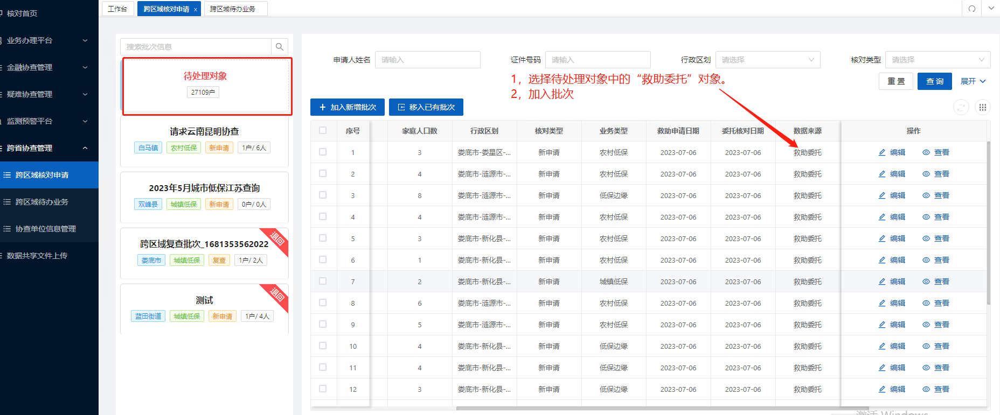 核对首页
业务办理平台
金融协查管理
疑难协查管理
监测预警平台
跨省协查管理
跨区域核对申请
跨区域待办业务
协查单位信息管理
数据共享文件上传
工作台 跨区域核对申请 x 跨区域待办业务
搜索批次信息
待处理对象
27109户
请求云南昆明协查
白马镇 农村低保 新申请 1户/ 6人
2023年5月城市低保江苏查询
双峰县 城镇低保 新申请 0户/ 0人
退回
跨区域复查批次_1681353562022
娄底市 城镇低保 复查 1户/ 2人
退回
测试
蓝田街道 城镇低保 新申请 1户/ 4人
申请人姓名 请输入 证件号码 请输入 行政区划 请选择 核对类型 请选择
1，选择待处理对象中的“救助委托”对象。
2，加入批次
重 置 查 询 展开
加入新增批次 移入已有批次
序号 家庭人口数 行政区划 核对类型 业务类型 救助申请日期 委托核对日期 数据来源 操作
1 3 娄底市-娄星区-... 新申请 农村低保 2023-07-06 2023-07-06 救助委托 编辑 查看
2 4 娄底市-涟源市-... 新申请 农村低保 2023-07-06 2023-07-06 救助委托 编辑 查看
3 8 娄底市-涟源市-... 新申请 低保边缘 2023-07-06 2023-07-06 救助委托 编辑 查看
4 4 娄底市-涟源市-... 新申请 农村低保 2023-07-06 2023-07-06 救助委托 编辑 查看
5 3 娄底市-新化县-... 新申请 农村低保 2023-07-06 2023-07-06 救助委托 编辑 查看
6 1 娄底市-新化县-... 新申请 农村低保 2023-07-06 2023-07-06 救助委托 编辑 查看
7 2 娄底市-新化县-... 新申请 城镇低保 2023-07-06 2023-07-06 救助委托 编辑 查看
8 6 娄底市-涟源市-... 新申请 农村低保 2023-07-06 2023-07-06 救助委托 编辑 查看
9 5 娄底市-涟源市-... 新申请 农村低保 2023-07-06 2023-07-06 救助委托 编辑 查看
10 4 娄底市-新化县-... 新申请 低保边缘 2023-07-06 2023-07-06 救助委托 编辑 查看
11 4 娄底市-新化县-... 新申请 低保边缘 2023-07-06 2023-07-06 救助委托 编辑 查看
12 3 娄底市-新化县-... 新申请 低保边缘 2023-07-06 2023-07-06 救助委托 编辑 查看
激活 Windows